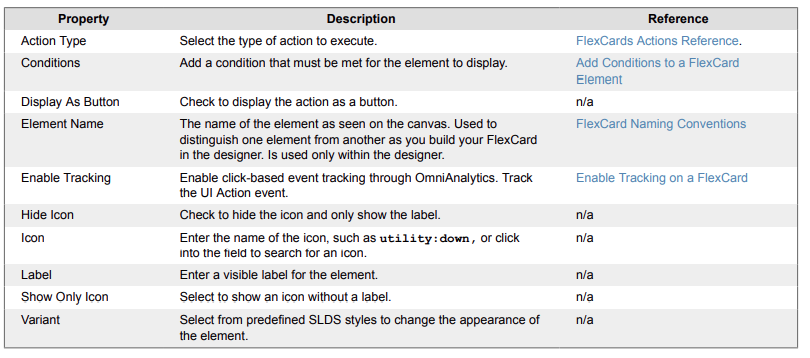 Property Description Reference
Action Type Select the type of action to execute. FlexCards Actions Reference.
Conditions Add a condition that must be met for the element to display. Add Conditions to a FlexCard
Element
Display As Button Check to display the action as a button. n/a
Element Name The name of the element as seen on the canvas. Used to FlexCard Naming Conventions
distinguish one element from another as you build your FlexCard
in the designer. Is used only within the designer.
Enable Tracking Enable click-based event tracking through OmniAnalytics. Track Enable Tracking on a FlexCard
the UI Action event.
Hide Icon Check to hide the icon and only show the label. n/a
Icon Enter the name of the icon, such as utility:down, or click n/a
into the field to search for an icon.
Label Enter a visible label for the element. n/a
Show Only Icon Select to show an icon without a label. n/a
Variant Select from predefined SLDS styles to change the appearance of n/a
the element.